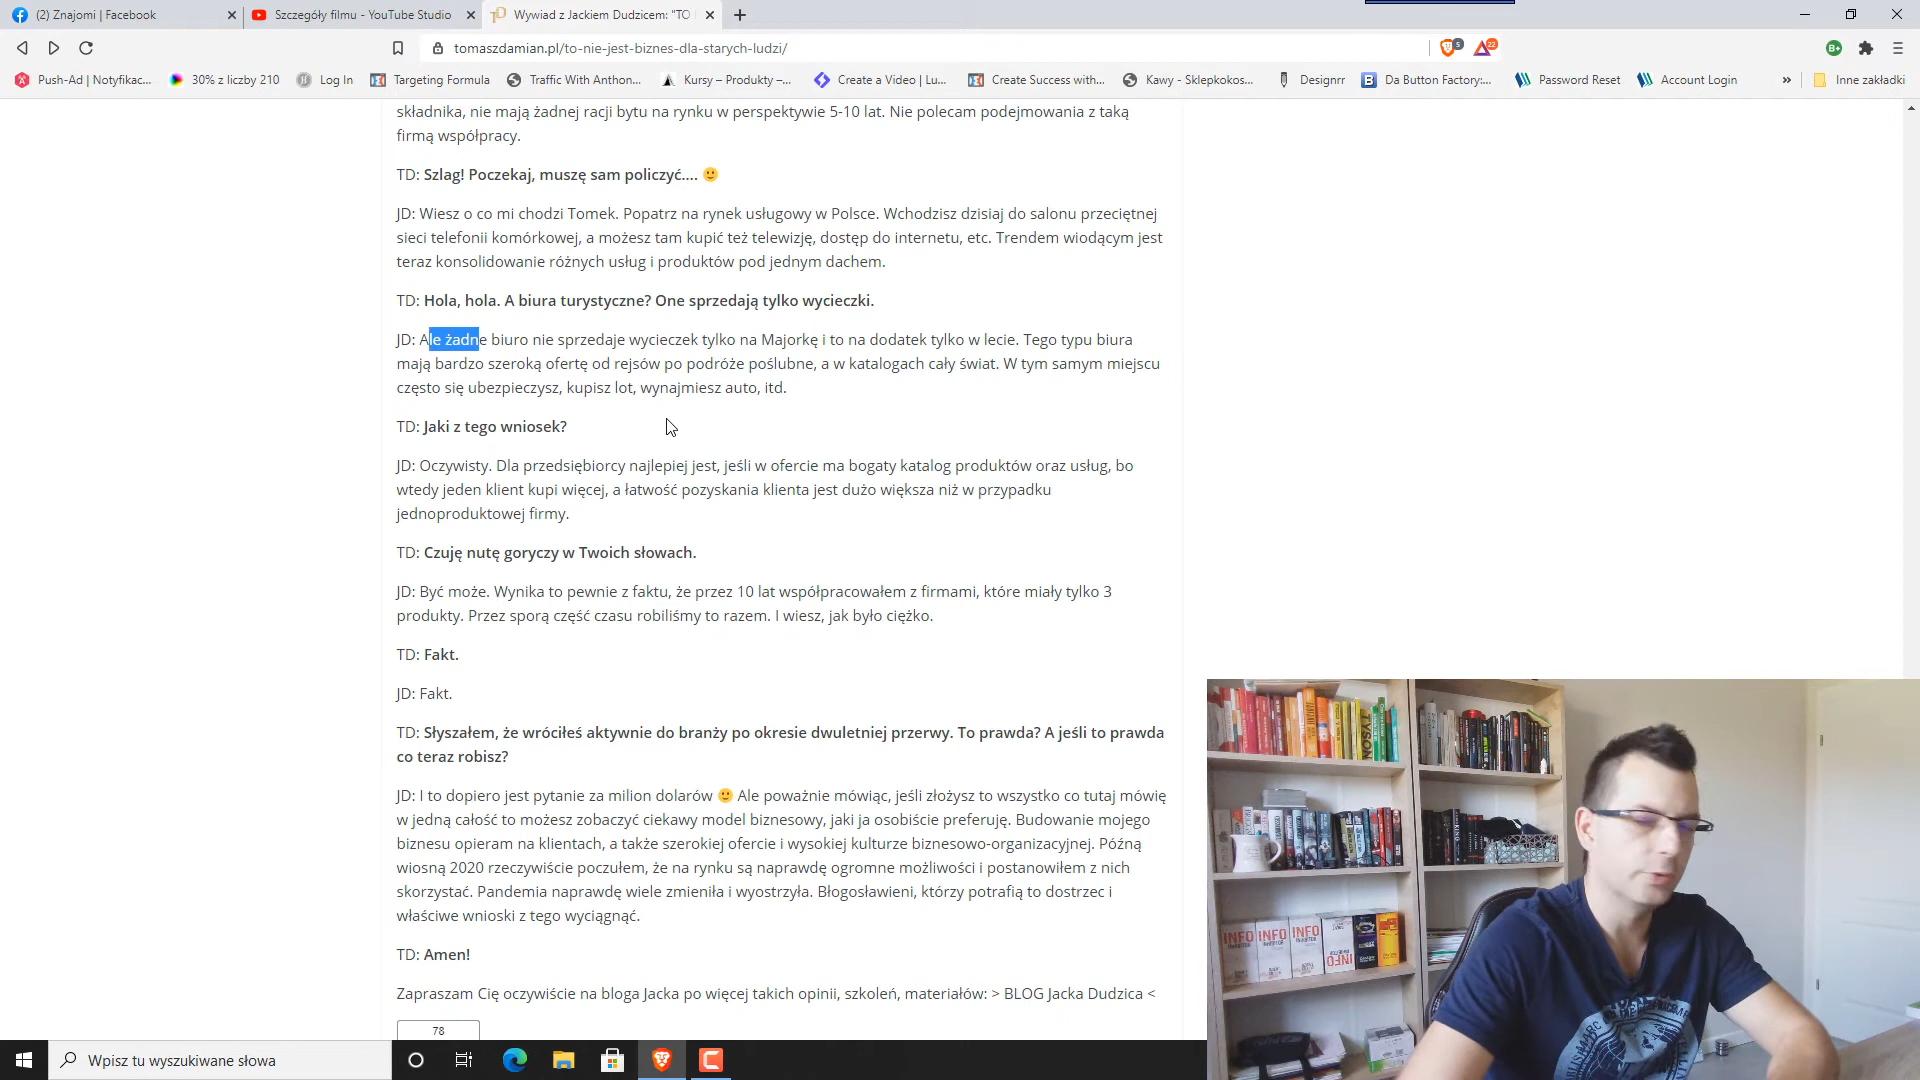 (2) Znajomi | Facebook
Szczegóły filmu - YouTube Studio
Wywiad z Jackiem Dudzicem: "TO
tomaszdamian.pl/to-nie-jest-biznes-dla-starych-ludzi/
5
22
B+
Push-Ad | Notyfikac...
30% z liczby 210
Log In
Targeting Formula
Traffic With Anthon...
Kursy – Produkty –...
Create a Video | Lu...
Create Success with...
Kawy - Sklepkokos...
Designrr
Da Button Factory:...
Password Reset
Account Login
»
Inne zakładki
składnika, nie mają żadnej racji bytu na rynku w perspektywie 5-10 lat. Nie polecam podejmowania z taką
firmą współpracy.
TD: Szlag! Poczekaj, muszę sam policzyć.... 🙂
JD: Wiesz o co mi chodzi Tomek. Popatrz na rynek usługowy w Polsce. Wchodzisz dzisiaj do salonu przeciętnej
sieci telefonii komórkowej, a możesz tam kupić też telewizję, dostęp do internetu, etc. Trendem wiodącym jest
teraz konsolidowanie różnych usług i produktów pod jednym dachem.
TD: Hola, hola. A biura turystyczne? One sprzedają tylko wycieczki.
JD: Ale żadne biuro nie sprzedaje wycieczek tylko na Majorkę i to na dodatek tylko w lecie. Tego typu biura
mają bardzo szeroką ofertę od rejsów po podróże poślubne, a w katalogach cały świat. W tym samym miejscu
często się ubezpieczysz, kupisz lot, wynajmiesz auto, itd.
TD: Jaki z tego wniosek?
JD: Oczywisty. Dla przedsiębiorcy najlepiej jest, jeśli w ofercie ma bogaty katalog produktów oraz usług, bo
wtedy jeden klient kupi więcej, a łatwość pozyskania klienta jest dużo większa niż w przypadku
jednoproduktowej firmy.
TD: Czuję nutę goryczy w Twoich słowach.
JD: Być może. Wynika to pewnie z faktu, że przez 10 lat współpracowałem z firmami, które miały tylko 3
produkty. Przez sporą część czasu robiliśmy to razem. I wiesz, jak było ciężko.
TD: Fakt.
JD: Fakt.
TD: Słyszałem, że wróciłeś aktywnie do branży po okresie dwuletniej przerwy. To prawda? A jeśli to prawda
co teraz robisz?
JD: I to dopiero jest pytanie za milion dolarów 🙂 Ale poważnie mówiąc, jeśli złożysz to wszystko co tutaj mówię
w jedną całość to możesz zobaczyć ciekawy model biznesowy, jaki ja osobiście preferuję. Budowanie mojego
biznesu opieram na klientach, a także szerokiej ofercie i wysokiej kulturze biznesowo-organizacyjnej. Późną
wiosną 2020 rzeczywiście poczułem, że na rynku są naprawdę ogromne możliwości i postanowiłem z nich
skorzystać. Pandemia naprawdę wiele zmieniła i wyostrzyła. Błogosławieni, którzy potrafią to dostrzec i
właściwe wnioski z tego wyciągnąć.
TD: Amen!
Zapraszam Cię oczywiście na bloga Jacka po więcej takich opinii, szkoleń, materiałów: > BLOG Jacka Dudzica <
78
TYSON
INFO
INFO
INFO
INFO
Wpisz tu wyszukiwane słowa